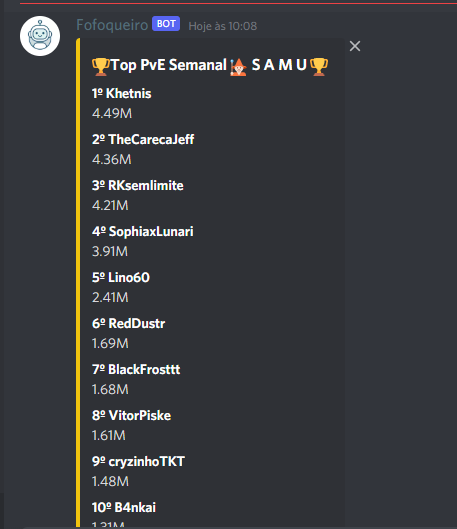 Fofoqueiro BOT Hoje às 10:08
🏆Top PvE Semanal 🧙 S A M U 🏆
1º Khetnis
4.49M
2º TheCarecaJeff
4.36M
3º RKsemlimite
4.21M
4º SophiaxLunari
3.91M
5º Lino60
2.41M
6º RedDustr
1.69M
7º BlackFrosttt
1.68M
8º VitorPiske
1.61M
9º cryzinhoTKT
1.48M
10º B4nkai
1.31M